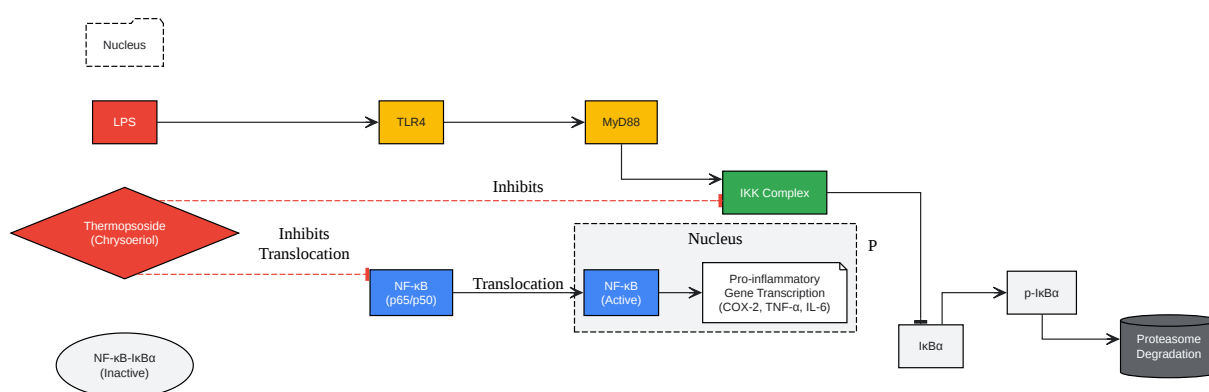 Nucleus
LPS
TLR4
MyD88
Inhibits
IKK Complex
Thermopsoside
(Chrysoeriol)
Inhibits
Translocation
Nucleus
P
NF-κB
(p65/p50)
Translocation
NF-κB
(Active)
Pro-inflammatory
Gene Transcription
(COX-2, TNF-α, IL-6)
p-IκBα
IκBα
Proteasome
Degradation
NF-κB-IκBα
(Inactive)